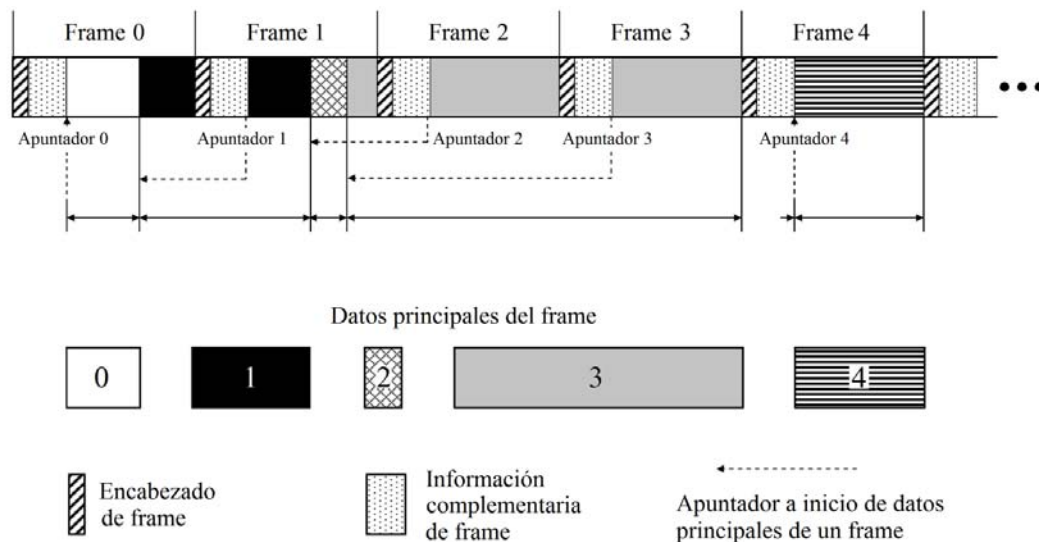 Frame 0 Frame 1 Frame 2 Frame 3 Frame 4
Apuntador 0 Apuntador 1 Apuntador 2 Apuntador 3 Apuntador 4
Datos principales del frame
0 1 2 3 4
Encabezado
de frame
Información
complementaria
de frame
Apuntador a inicio de datos
principales de un frame